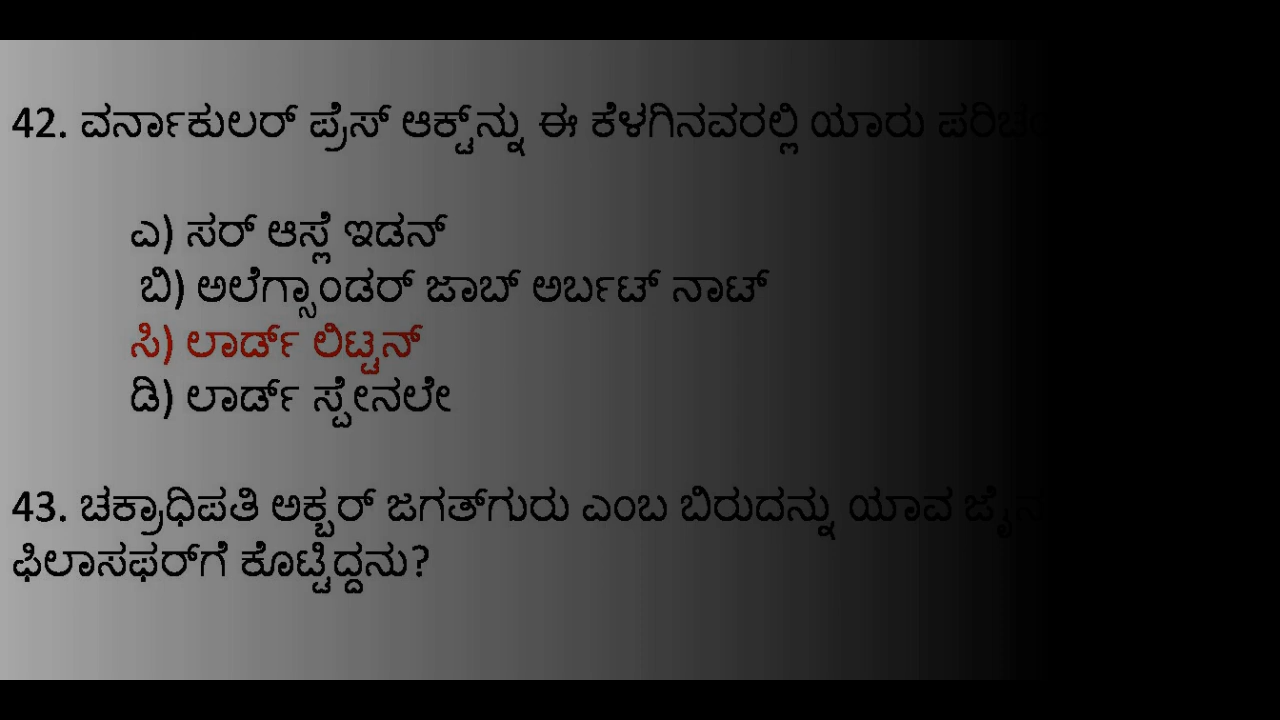 42. ವರ್ನಾಕುಲರ್ ಪ್ರೆಸ್ ಆಕ್ಟ್‌ನ್ನು ಈ ಕೆಳಗಿನವರಲ್ಲಿ ಯಾರು
ಎ) ಸರ್ ಆಸ್ಲೆ ಇಡನ್
ಬಿ) ಅಲೆಗ್ಸಾಂಡರ್ ಜಾಬ್ ಅರ್ಬಟ್ ನಾಟ್
ಸಿ) ಲಾರ್ಡ್ ಲಿಟ್ಟನ್
ಡಿ) ಲಾರ್ಡ್ ಸ್ಟೇನಲೇ
43. ಚಕ್ರಾಧಿಪತಿ ಅಕ್ಬರ್ ಜಗತ್‌ಗುರು ಎಂಬ ಬಿರುದನ್ನು ಯಾವ ಜೈನ
ಫಿಲಾಸಫರ್‌ಗೆ ಕೊಟ್ಟಿದ್ದನು?